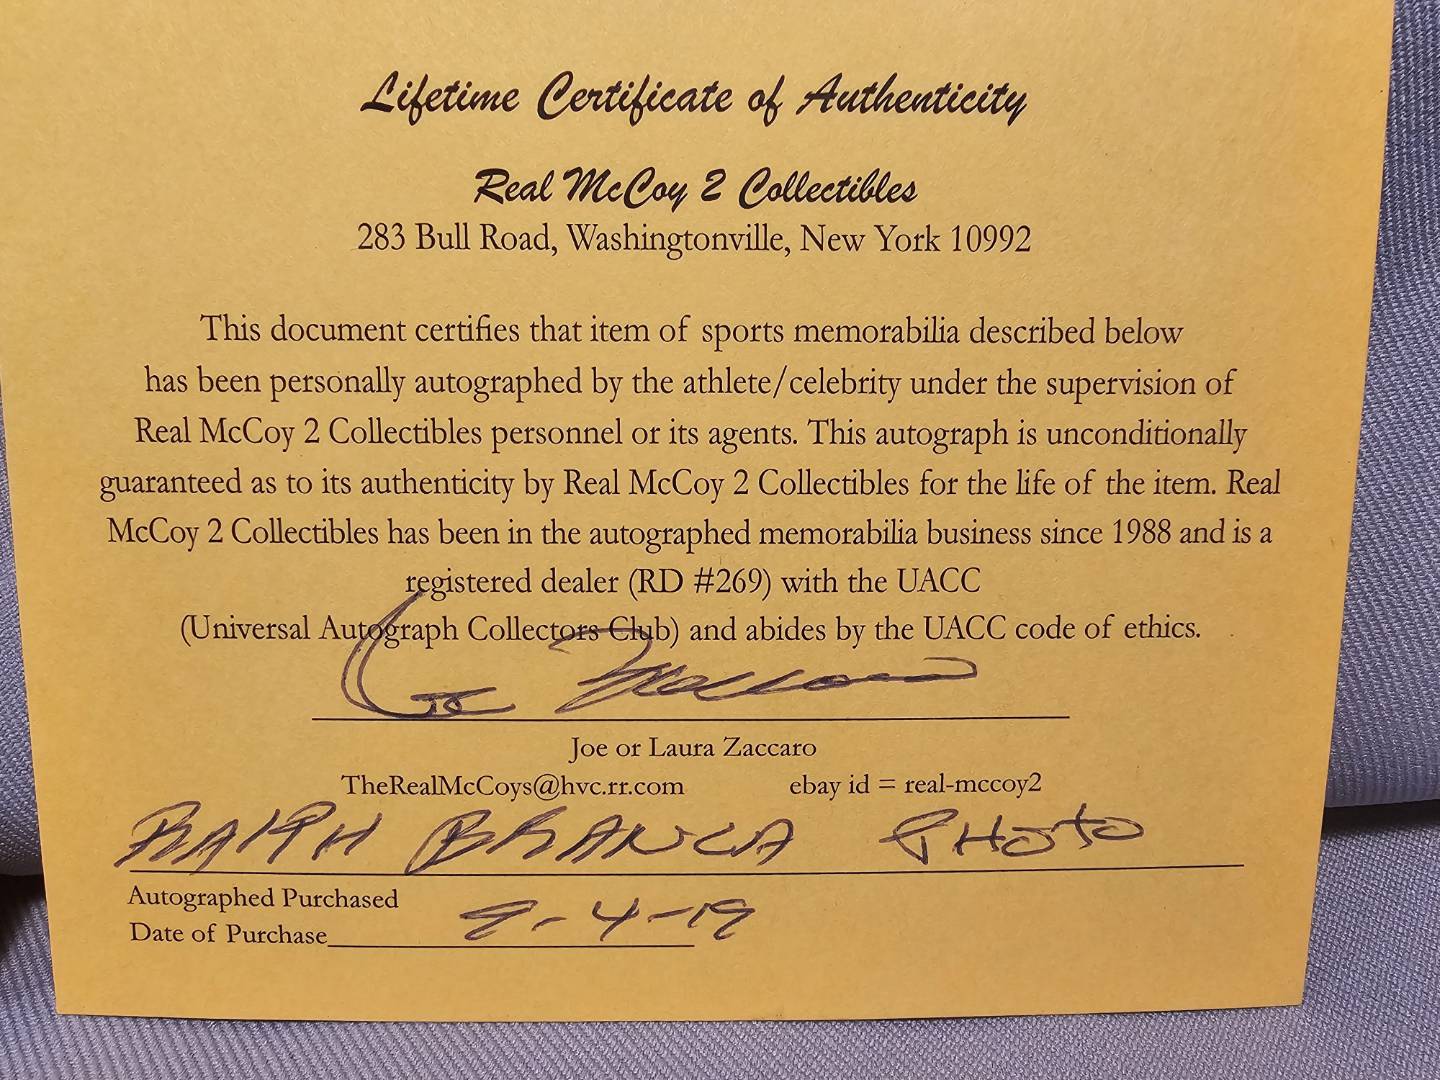 Lifetime Certificate of Authenticity
Real McCoy 2 Collectibles
283 Bull Road, Washingtonville, New York 10992
This document certifies that item of sports memorabilia described below
has been personally autographed by the athlete/celebrity under the supervision of
Real McCoy 2 Collectibles personnel or its agents. This autograph is unconditionally
guaranteed as to its authenticity by Real McCoy 2 Collectibles for the life of the item. Real
McCoy 2 Collectibles has been in the autographed memorabilia business since 1988 and is a
registered dealer (RD #269) with the UACC
(Universal Autograph Collectors Club) and abides by the UACC code of ethics.
Joe or Laura Zaccaro
TheRealMcCoys@hvc.rr.com ebay id = real-mccoy2
RALPH BRANCA PHOTO
Autographed Purchased
Date of Purchase 9-4-19